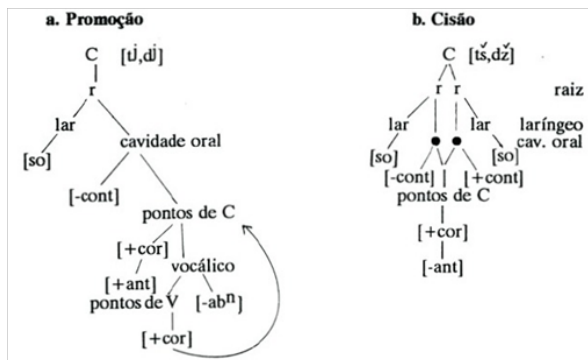 a. Promoção
C [tʲ,dʲ]
r
lar
cavidade oral
[so]
[-cont]
pontos de C
[+cor]
vocálico
[+ant]
pontos de V
[-abⁿ]
[+cor]
b. Cisão
C [tš,dž]
r r raiz
lar lar laríngeo
cav. oral
[so] [so]
[-cont] [+cont]
pontos de C
[+cor]
[-ant]